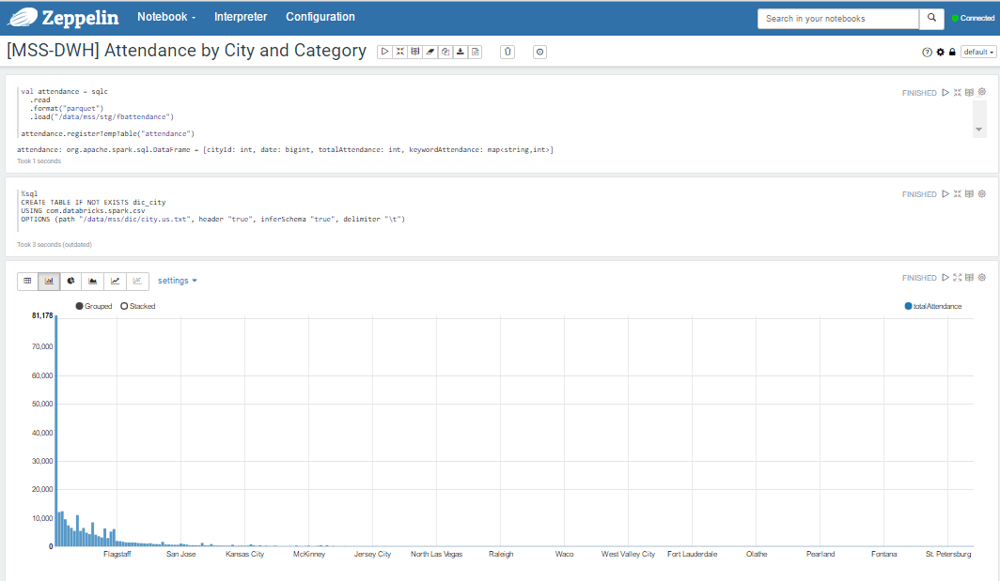 Zeppelin Notebook Interpreter Configuration Search in your notebooks Connected
[MSS-DWH] Attendance by City and Category default
val attendance = sqlc FINISHED
.read
.format("parquet")
.load("/data/mss/stg/fbattendance")
attendance.registerTempTable("attendance")
attendance: org.apache.spark.sql.DataFrame = [cityId: int, date: bigint, totalAttendance: int, keywordAttendance: map<string,int>]
Took 1 seconds
%sql FINISHED
CREATE TABLE IF NOT EXISTS dic_city
USING com.databricks.spark.csv
OPTIONS (path "/data/mss/dic/city.us.txt", header "true", inferSchema "true", delimiter "\t")
Took 3 seconds (outdated)
settings FINISHED
Grouped Stacked totalAttendance
81,178
70,000
60,000
50,000
40,000
30,000
20,000
10,000
0
Flagstaff San Jose Kansas City McKinney Jersey City North Las Vegas Raleigh Waco West Valley City Fort Lauderdale Olathe Pearland Fontana St. Petersburg